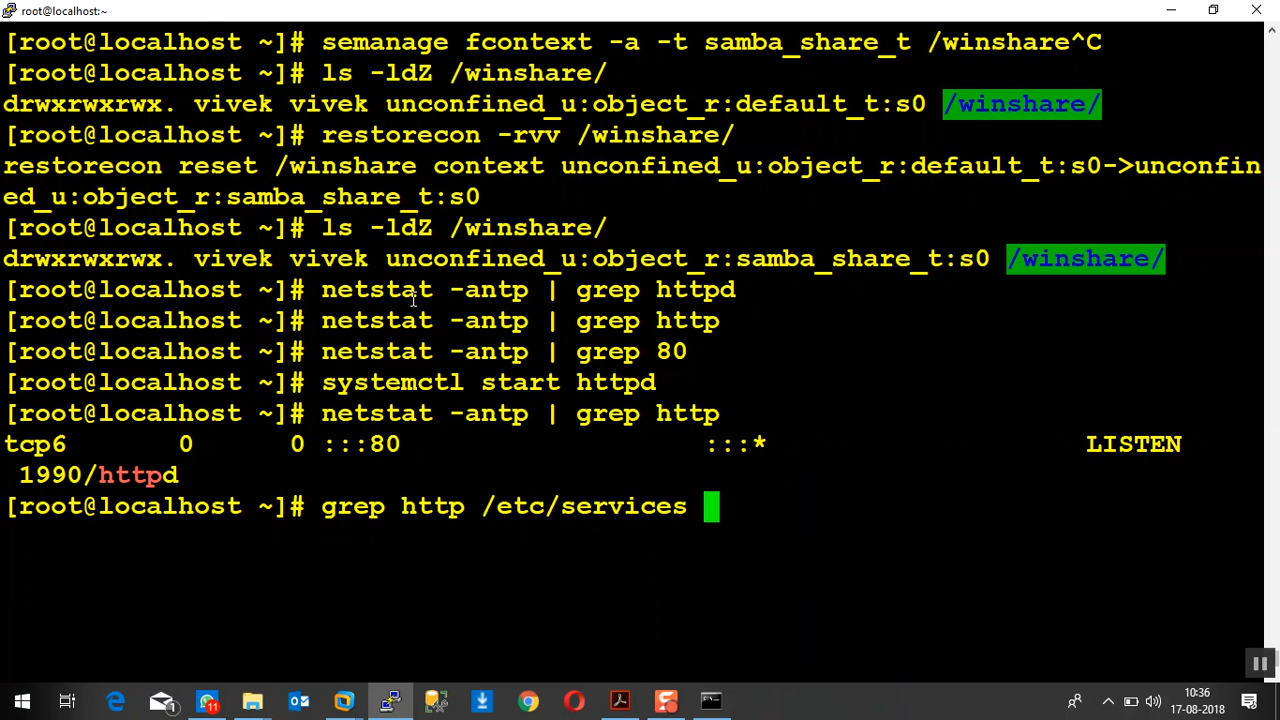 root@localhost:~
[root@localhost ~]# semanage fcontext -a -t samba_share_t /winshare^C
[root@localhost ~]# ls -ldZ /winshare/
drwxrwxrwx. vivek vivek unconfined_u:object_r:default_t:s0 /winshare/
[root@localhost ~]# restorecon -rvv /winshare/
restorecon reset /winshare context unconfined_u:object_r:default_t:s0->unconfin
ed_u:object_r:samba_share_t:s0
[root@localhost ~]# ls -ldZ /winshare/
drwxrwxrwx. vivek vivek unconfined_u:object_r:samba_share_t:s0 /winshare/
[root@localhost ~]# netstat -antp | grep httpd
[root@localhost ~]# netstat -antp | grep http
[root@localhost ~]# netstat -antp | grep 80
[root@localhost ~]# systemctl start httpd
[root@localhost ~]# netstat -antp | grep http
tcp6 0 0 :::80 :::* LISTEN
1990/httpd
[root@localhost ~]# grep http /etc/services
11
1
10:36
17-08-2018